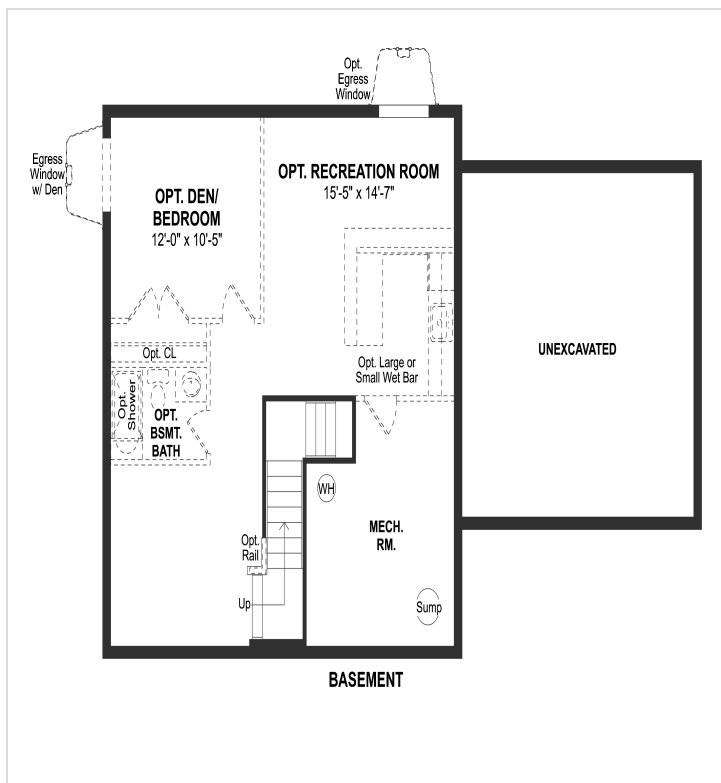 Opt.
Egress
Window
Egress
Window
w/ Den
OPT. DEN/
BEDROOM
12'-0" x 10'-5"
OPT. RECREATION ROOM
15'-5" x 14'-7"
Opt. CL
Opt.
Shower
OPT.
BSMT.
BATH
Opt. Large or
Small Wet Bar
UNEXCAVATED
WH
MECH.
RM.
Opt.
Rail
Up
Sump
BASEMENT